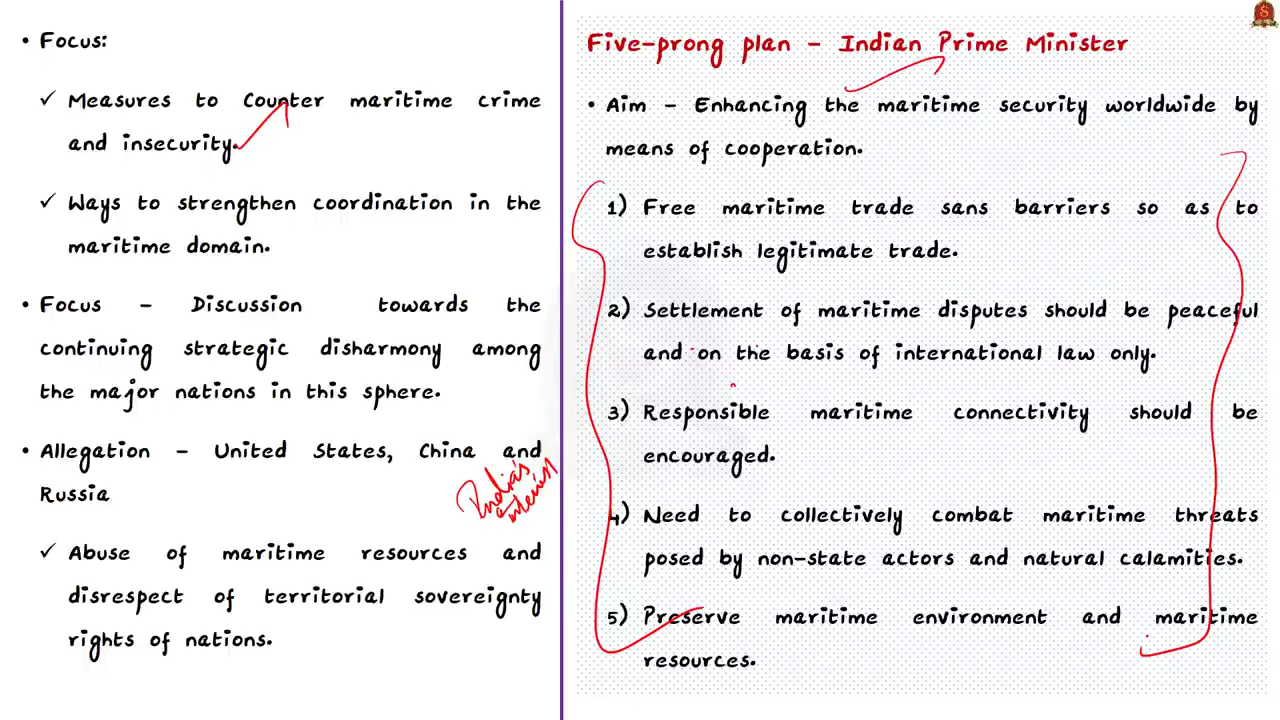 • Focus:
✓ Measures to Counter maritime crime
and insecurity.
✓ Ways to strengthen coordination in the
maritime domain.
• Focus - Discussion towards the
continuing strategic disharmony among
the major nations in this sphere.
• Allegation - United States, China and
Russia
India's
interest
✓ Abuse of maritime resources and
disrespect of territorial sovereignty
rights of nations.
Five-prong plan - Indian Prime Minister
• Aim - Enhancing the maritime security worldwide by
means of cooperation.
1) Free maritime trade sans barriers so as to
establish legitimate trade.
2) Settlement of maritime disputes should be peaceful
and on the basis of international law only.
3) Responsible maritime connectivity should be
encouraged.
4) Need to collectively combat maritime threats
posed by non-state actors and natural calamities.
5) Preserve maritime environment and maritime
resources.